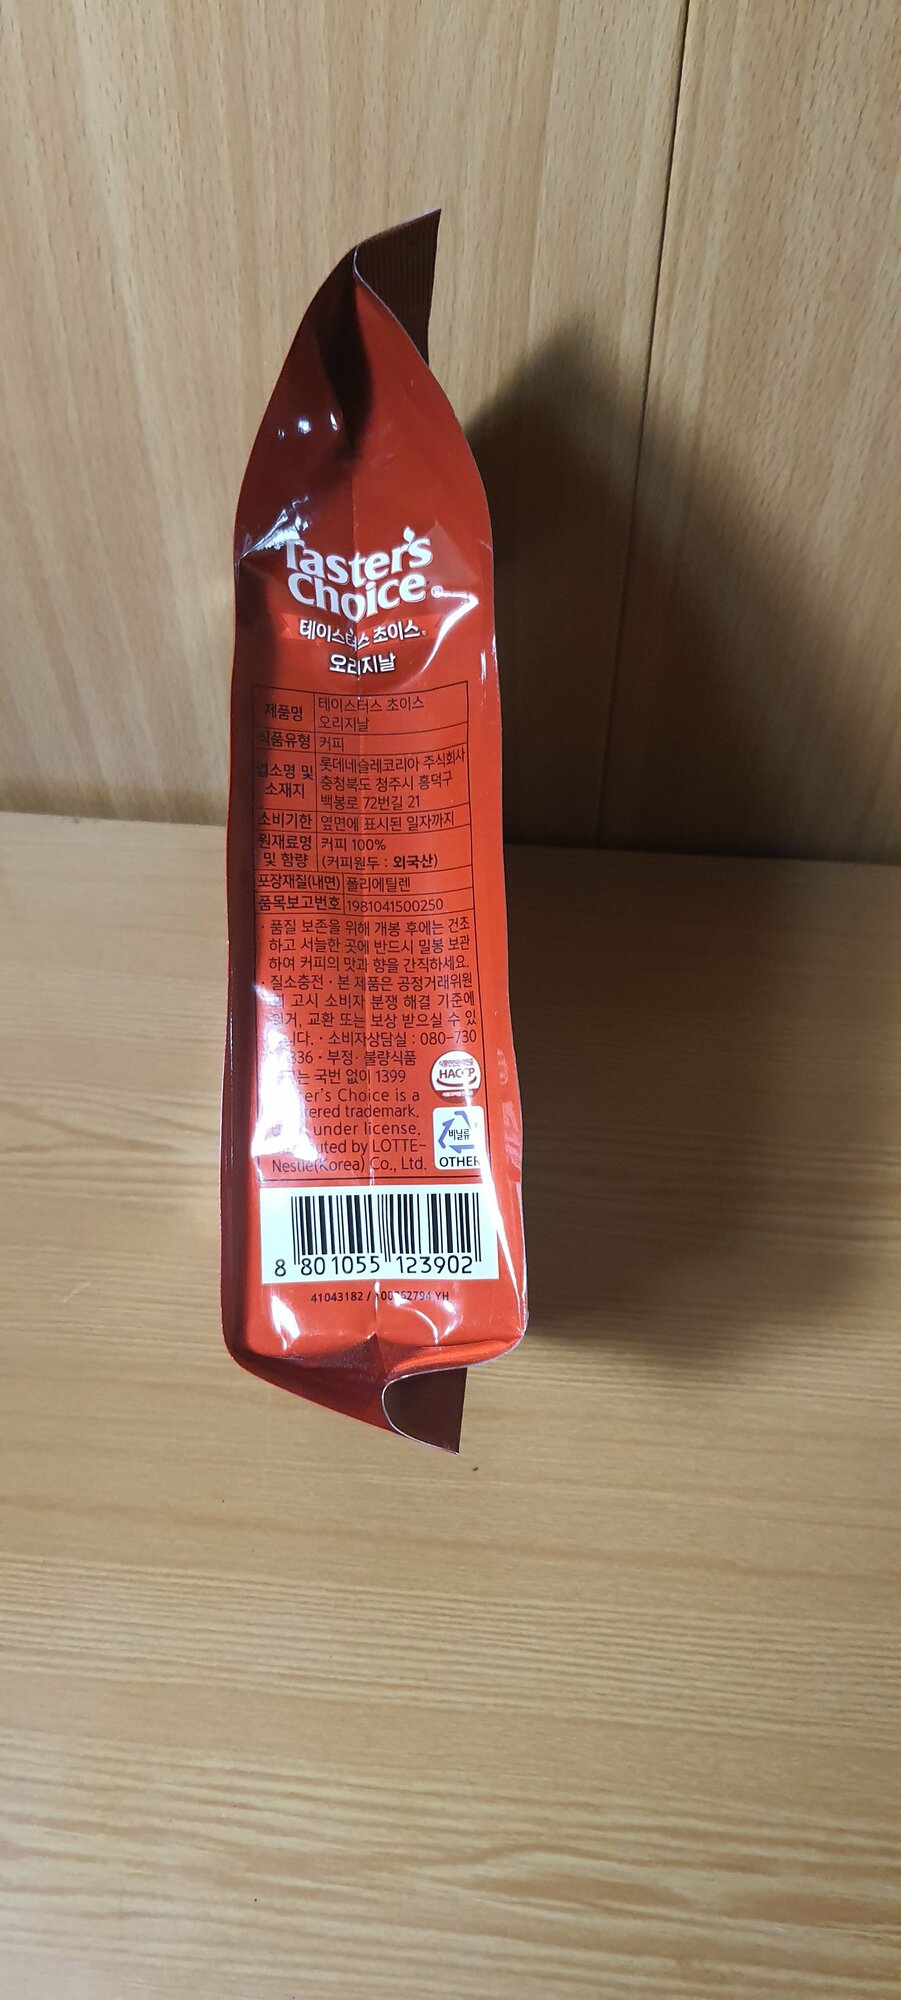 Taster's
Choice
테이스터스 초이스
오리지날
제품명 테이스터스 초이스
오리지날
식품유형 커피
업소명 및 롯데네슬레코리아 주식회사
소재지 충청북도 청주시 흥덕구
백봉로 72번길 21
소비기한 옆면에 표시된 일자까지
원재료명 커피 100%
및 함량 (커피원두 : 외국산)
포장재질(내면) 폴리에틸렌
품목보고번호 1981041500250
· 품질 보존을 위해 개봉 후에는 건조
하고 서늘한 곳에 반드시 밀봉 보관
하여 커피의 맛과 향을 간직하세요.
· 질소충전 · 본 제품은 공정거래위원
고시 소비자 분쟁 해결 기준에
교환 또는 보상 받으실 수 있
· 소비자상담실 : 080-730
· 부정· 불량식품
국번 없이 1399
HACCP
Choice is a
trademark.
under license.
by LOTTE-
Nestlé(Korea) Co., Ltd.
비닐류
OTHER
8 801055 123902
41043182 / YH